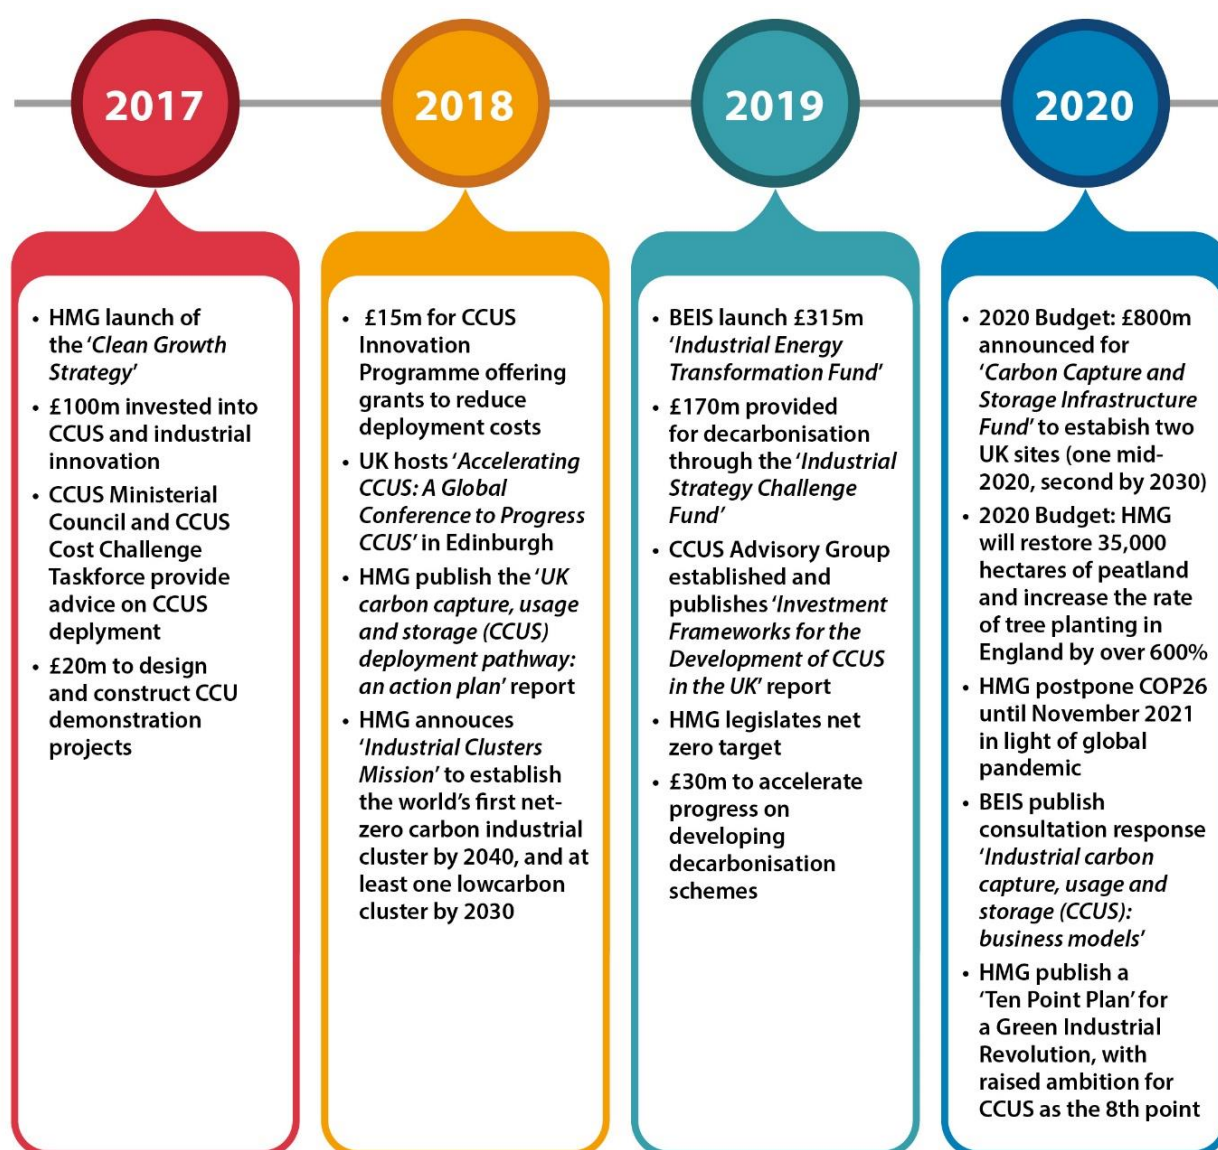 2017
• HMG launch of
the ‘Clean Growth
Strategy’
• £100m invested into
CCUS and industrial
innovation
• CCUS Ministerial
Council and CCUS
Cost Challenge
Taskforce provide
advice on CCUS
deplyment
• £20m to design
and construct CCU
demonstration
projects
2018
• £15m for CCUS
Innovation
Programme offering
grants to reduce
deployment costs
• UK hosts ‘Accelerating
CCUS: A Global
Conference to Progress
CCUS’ in Edinburgh
• HMG publish the ‘UK
carbon capture, usage
and storage (CCUS)
deployment pathway:
an action plan’ report
• HMG annouces
‘Industrial Clusters
Mission’ to establish
the world’s first net-
zero carbon industrial
cluster by 2040, and at
least one lowcarbon
cluster by 2030
2019
• BEIS launch £315m
‘Industrial Energy
Transformation Fund’
• £170m provided
for decarbonisation
through the ‘Industrial
Strategy Challenge
Fund’
• CCUS Advisory Group
established and
publishes ‘Investment
Frameworks for the
Development of CCUS
in the UK’ report
• HMG legislates net
zero target
• £30m to accelerate
progress on
developing
decarbonisation
schemes
2020
• 2020 Budget: £800m
announced for
‘Carbon Capture and
Storage Infrastructure
Fund’ to estabish two
UK sites (one mid-
2020, second by 2030)
• 2020 Budget: HMG
will restore 35,000
hectares of peatland
and increase the rate
of tree planting in
England by over 600%
• HMG postpone COP26
until November 2021
in light of global
pandemic
• BEIS publish
consultation response
‘Industrial carbon
capture, usage and
storage (CCUS):
business models’
• HMG publish a
‘Ten Point Plan’ for
a Green Industrial
Revolution, with
raised ambition for
CCUS as the 8th point